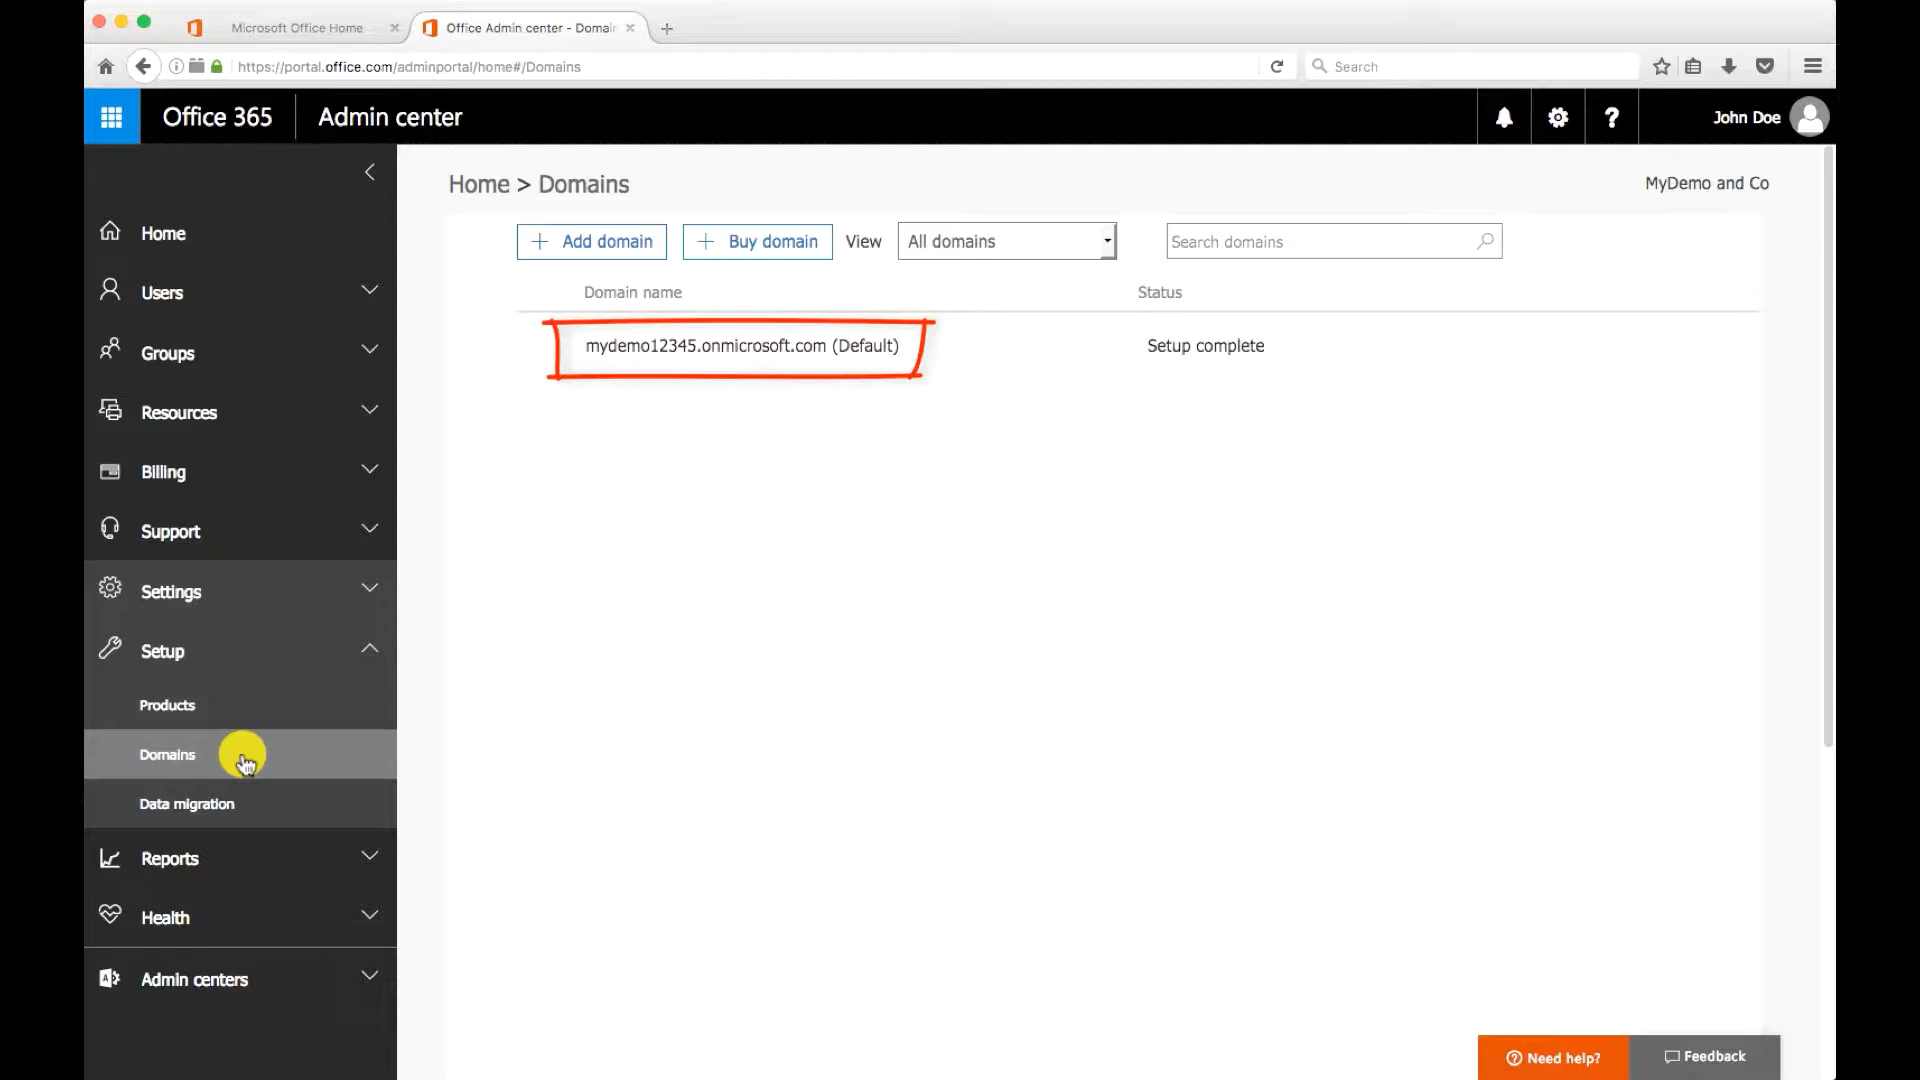 Microsoft Office Home
Office Admin center - Domain
https://portal.office.com/adminportal/home#/Domains
Search
Office 365
Admin center
John Doe
Home > Domains
MyDemo and Co
Add domain
Buy domain
View
All domains
Search domains
Domain name
Status
mydemo12345.onmicrosoft.com (Default)
Setup complete
Home
Users
Groups
Resources
Billing
Support
Settings
Setup
Products
Domains
Data migration
Reports
Health
Admin centers
Need help?
Feedback